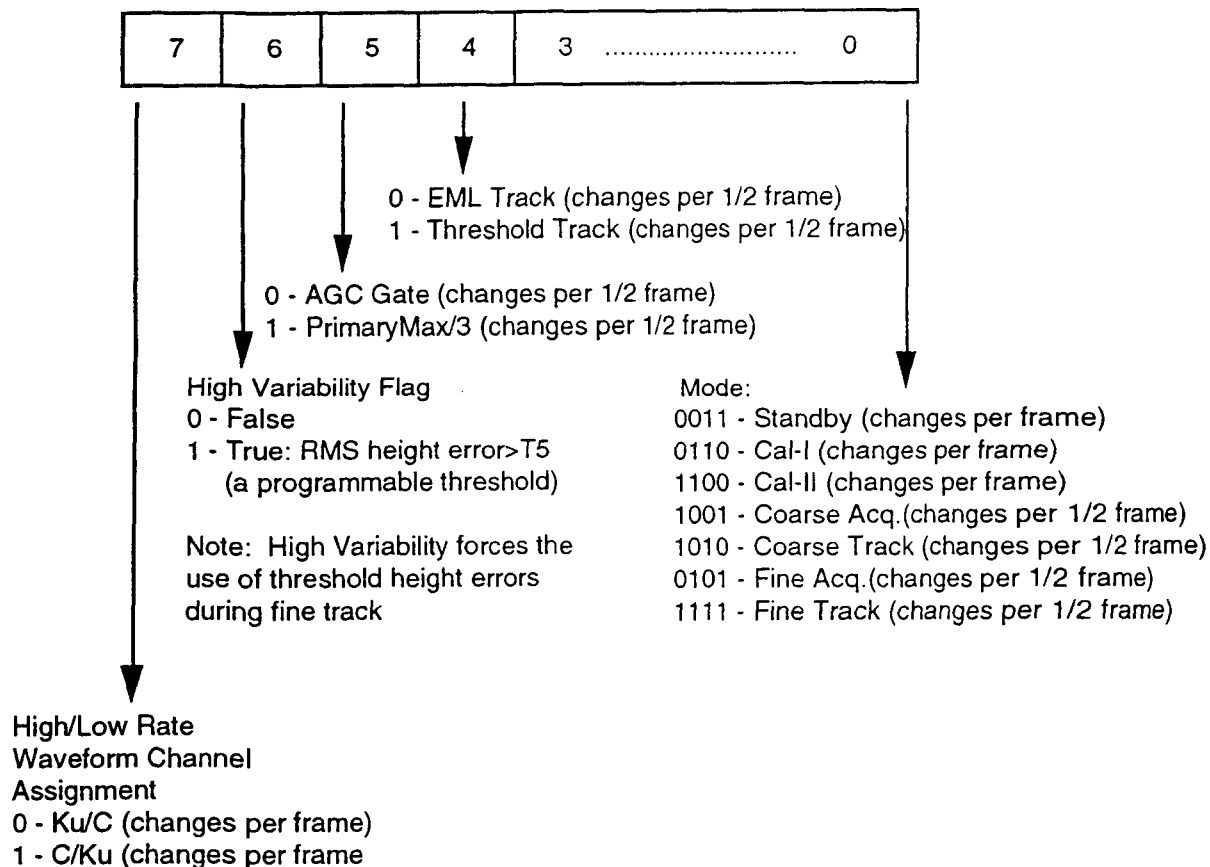 7 6 5 4 3 .......................... 0
0 - EML Track (changes per 1/2 frame)
1 - Threshold Track (changes per 1/2 frame)
0 - AGC Gate (changes per 1/2 frame)
1 - PrimaryMax/3 (changes per 1/2 frame)
High Variability Flag
0 - False
1 - True: RMS height error>T5
(a programmable threshold)
Note: High Variability forces the
use of threshold height errors
during fine track
Mode:
0011 - Standby (changes per frame)
0110 - Cal-I (changes per frame)
1100 - Cal-II (changes per frame)
1001 - Coarse Acq.(changes per 1/2 frame)
1010 - Coarse Track (changes per 1/2 frame)
0101 - Fine Acq.(changes per 1/2 frame)
1111 - Fine Track (changes per 1/2 frame)
High/Low Rate
Waveform Channel
Assignment
0 - Ku/C (changes per frame)
1 - C/Ku (changes per frame